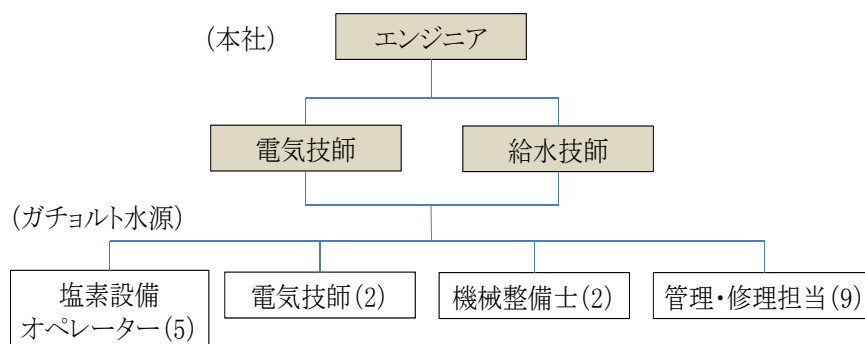 (本社)
エンジニア
電気技師
給水技師
(ガチョルト水源)
塩素設備
オペレーター(5)
電気技師(2)
機械整備士(2)
管理・修理担当(9)